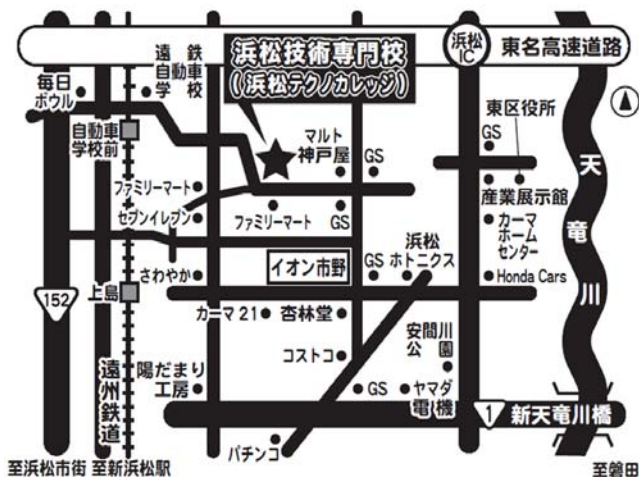 浜松
IC
東名高速道路
浜松技術専門校
(浜松テクノカレッジ)
遠鉄
自動車
学校
毎日
ボウル
自動車
学校前
マルト
神戸屋
GS
GS
東区役所
産業展示館
ファミリーマート
セブンイレブン
ファミリーマート
GS
カーマ
ホーム
センター
天竜川
さわやか
イオン市野
GS
浜松
ホトニクス
Honda Cars
152
上島
カーマ 21
杏林堂
安間川
公園
コストコ
遠州鉄道
陽だまり
工房
GS
ヤマダ
電機
1
新天竜川橋
パチンコ
至浜松市街
至新浜松駅
至磐田